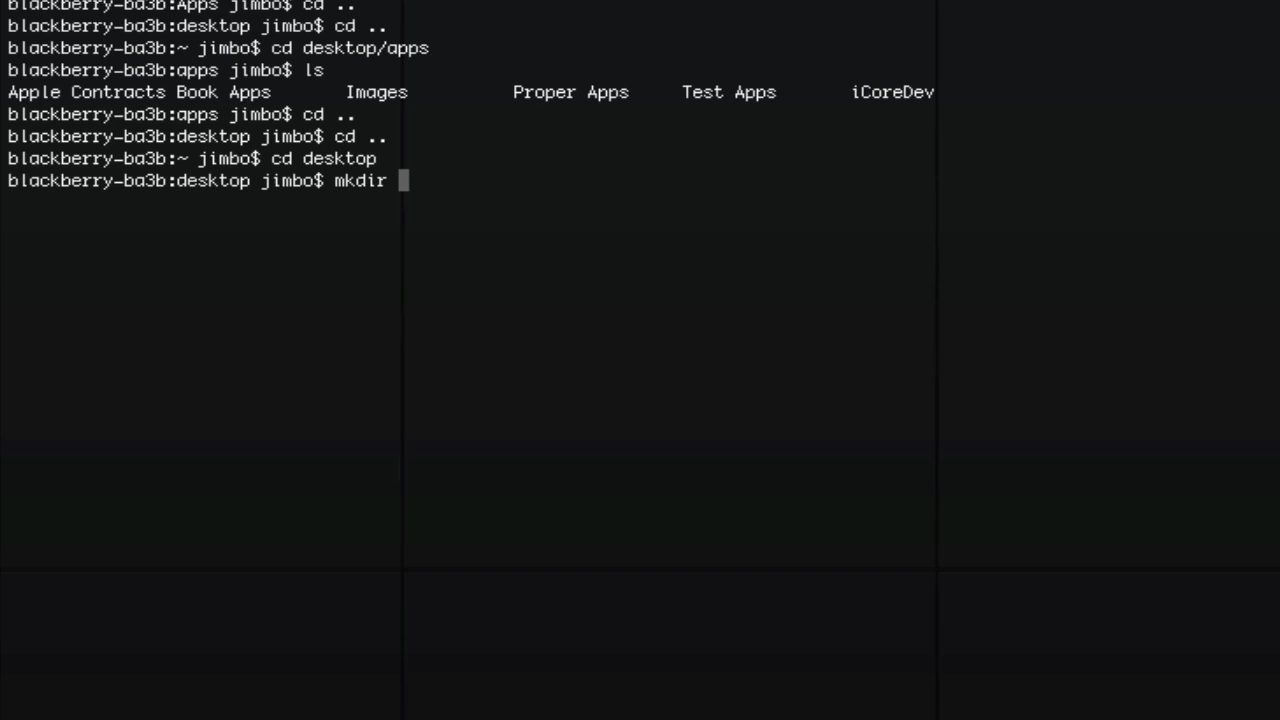 blackberry-ba3b:Apps jimbo$ cd ..
blackberry-ba3b:desktop jimbo$ cd ..
blackberry-ba3b:~ jimbo$ cd desktop/apps
blackberry-ba3b:apps jimbo$ ls
Apple Contracts Book Apps Images Proper Apps Test Apps iCoreDev
blackberry-ba3b:apps jimbo$ cd ..
blackberry-ba3b:desktop jimbo$ cd ..
blackberry-ba3b:~ jimbo$ cd desktop
blackberry-ba3b:desktop jimbo$ mkdir